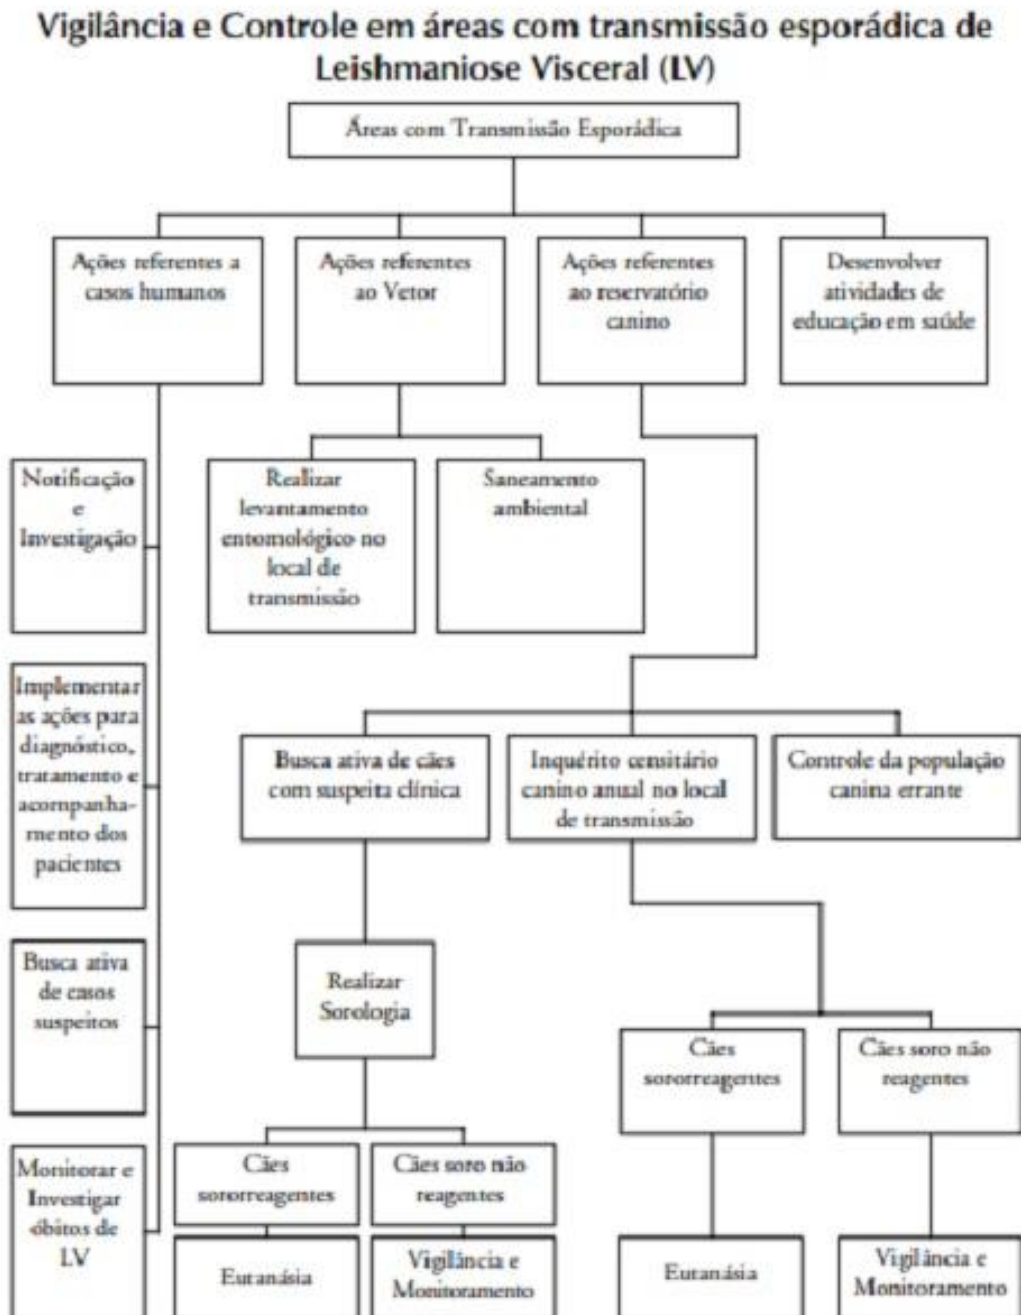 Vigilância e Controle em áreas com transmissão esporádica de
Leishmaniose Visceral (LV)
Áreas com Transmissão Esporádica
Ações referentes a
casos humanos
Ações referentes
ao Vetor
Ações referentes
ao reservatório
canino
Desenvolver
atividades de
educação em saúde
Notificação
e
Investigação
Realizar
levantamento
entomológico no
local de
transmissão
Saneamento
ambiental
Implementar
as ações para
diagnóstico,
tratamento e
acompanha-
mento dos
pacientes
Busca ativa de cães
com suspeita clínica
Inquérito censitário
canino anual no local
de transmissão
Controle da população
canina errante
Busca ativa
de casos
suspeitos
Realizar
Sorologia
Cães
sororreagentes
Cães soro não
reagentes
Monitorar e
Investigar
óbitos de
LV
Cães
sororreagentes
Cães soro não
reagentes
Eutanásia
Vigilância e
Monitoramento
Eutanásia
Vigilância e
Monitoramento